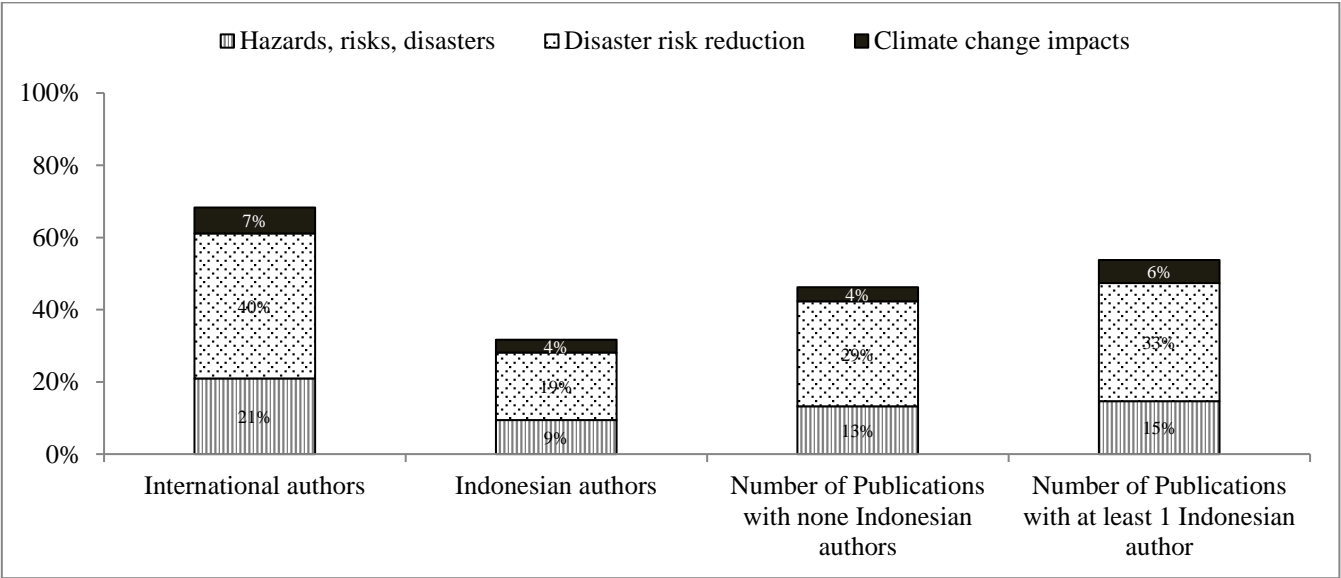 Hazards, risks, disasters Disaster risk reduction Climate change impacts
100%
80%
60%
40%
20%
0%
7%
40%
21%
4%
19%
9%
4%
29%
13%
6%
33%
15%
International authors
Indonesian authors
Number of Publications
with none Indonesian
authors
Number of Publications
with at least 1 Indonesian
author